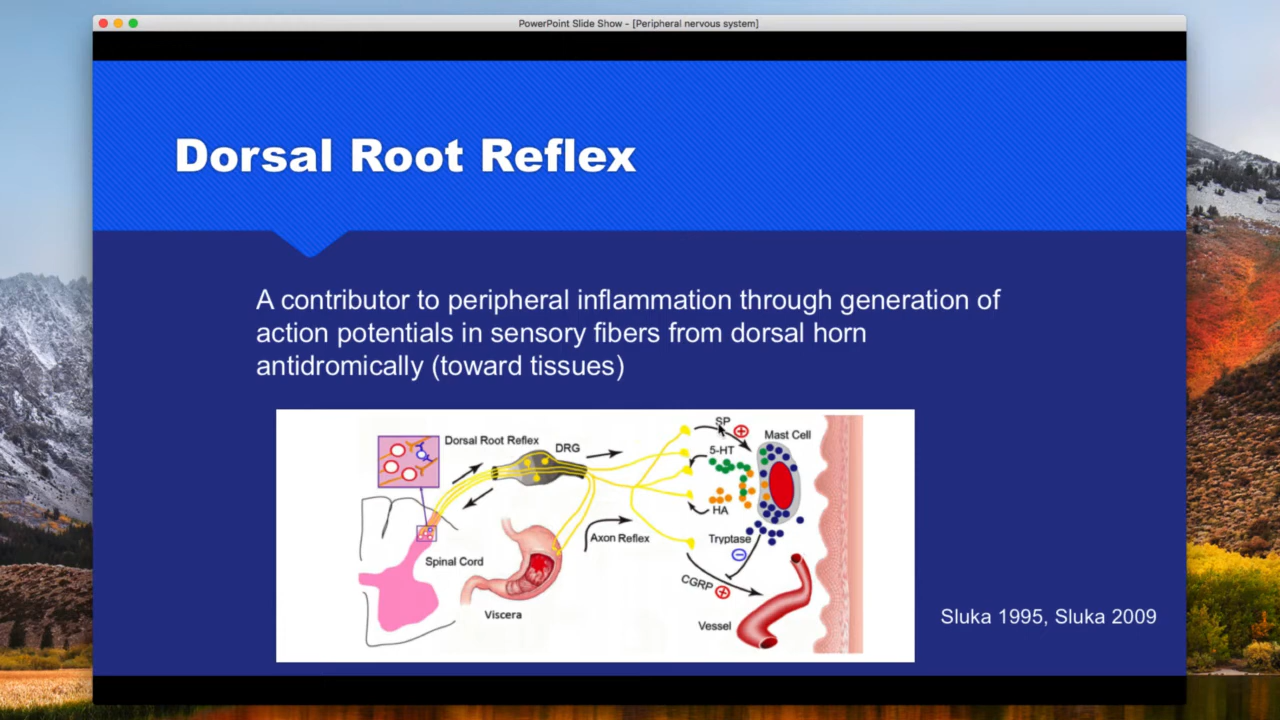 PowerPoint Slide Show - [Peripheral nervous system]
Dorsal Root Reflex
A contributor to peripheral inflammation through generation of
action potentials in sensory fibers from dorsal horn
antidromically (toward tissues)
Dorsal Root Reflex
DRG
SP
Mast Cell
5-HT
HA
Axon Reflex
Tryptase
Spinal Cord
CGRP
Viscera
Vessel
Sluka 1995, Sluka 2009